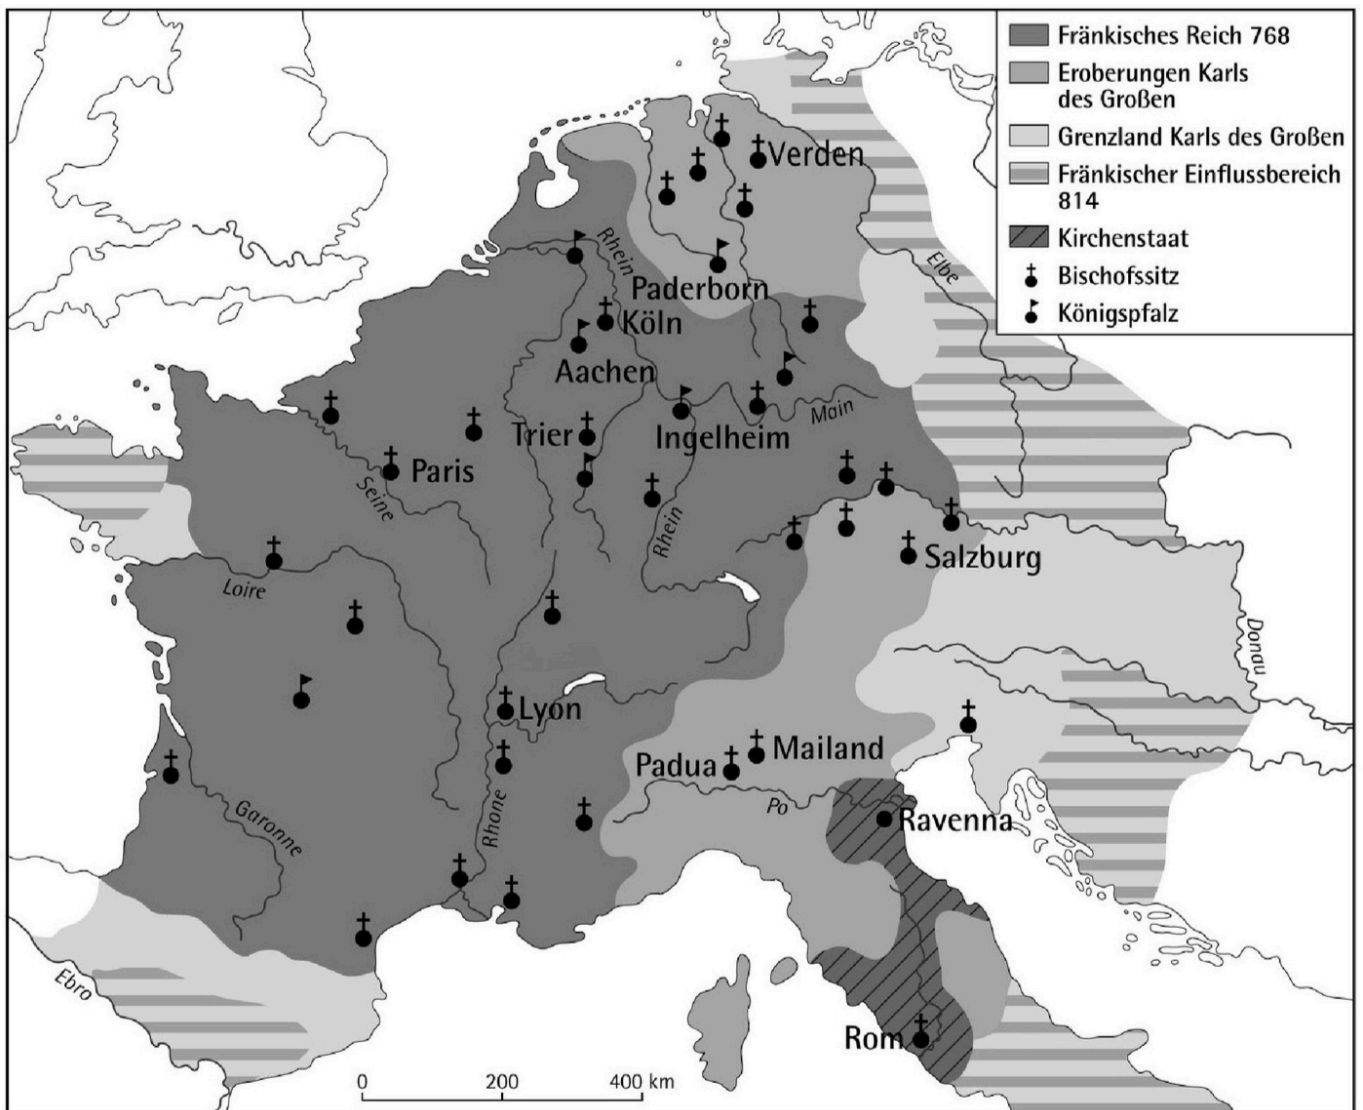 Fränkisches Reich 768
Eroberungen Karls
des Großen
Grenzland Karls des Großen
Fränkischer Einflussbereich
814
Kirchenstaat
Bischofssitz
Königspfalz
Verden
Rhein
Elbe
Paderborn
Köln
Aachen
Main
Trier
Ingelheim
Paris
Seine
Rhein
Salzburg
Loire
Donau
Lyon
Mailand
Padua
Po
Garonne
Rhone
Ravenna
Ebro
Rom
0 200 400 km